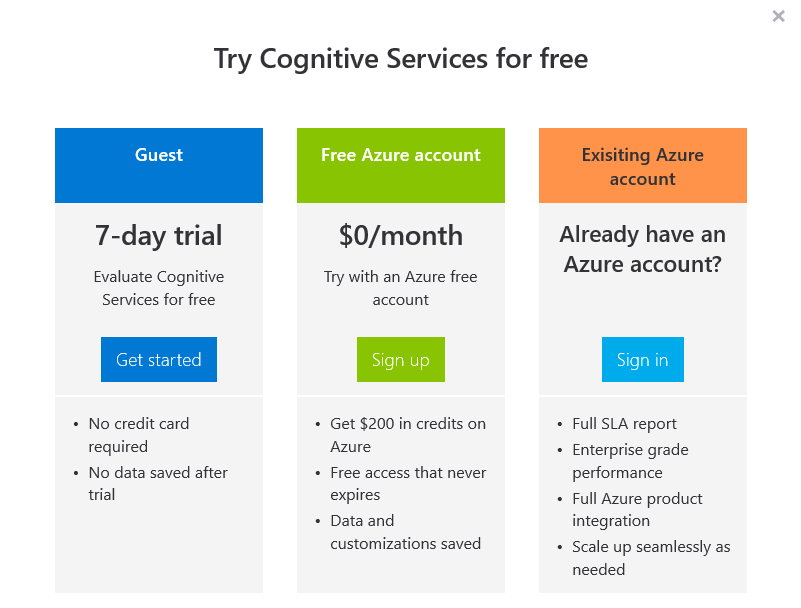 Try Cognitive Services for free
Guest
7-day trial
Evaluate Cognitive
Services for free
Get started
• No credit card
required
• No data saved after
trial
Free Azure account
$0/month
Try with an Azure free
account
Sign up
• Get $200 in credits on
Azure
• Free access that never
expires
• Data and
customizations saved
Exisiting Azure
account
Already have an
Azure account?
Sign in
• Full SLA report
• Enterprise grade
performance
• Full Azure product
integration
• Scale up seamlessly as
needed